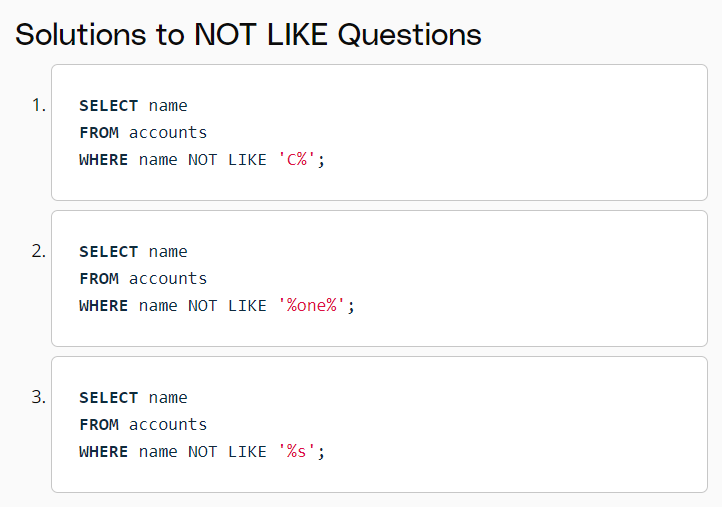 Solutions to NOT LIKE Questions
1. SELECT name
FROM accounts
WHERE name NOT LIKE 'C%';
2. SELECT name
FROM accounts
WHERE name NOT LIKE '%one%';
3. SELECT name
FROM accounts
WHERE name NOT LIKE '%s';